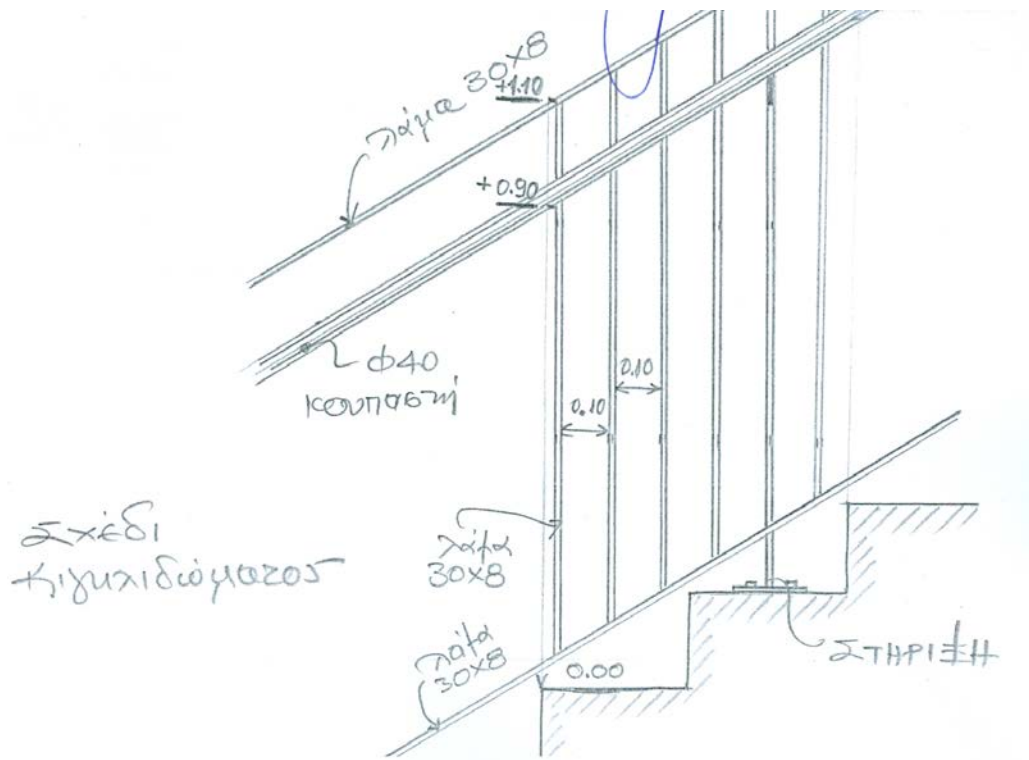 λάμα 30×8
+1.10
+0.90
Φ40
κουπαστή
0.10
0.10
Σχέδι
κιγκλιδώματος
λάμα
30×8
λάμα
30×8
0.00
ΣΤΗΡΙΞΗ